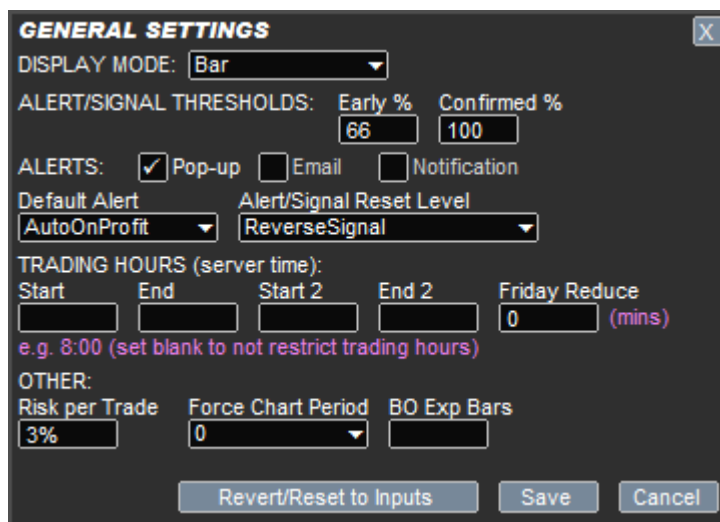 GENERAL SETTINGS X
DISPLAY MODE: Bar
ALERT/SIGNAL THRESHOLDS: Early % Confirmed %
66 100
ALERTS: Pop-up Email Notification
Default Alert Alert/Signal Reset Level
AutoOnProfit ReverseSignal
TRADING HOURS (server time):
Start End Start 2 End 2 Friday Reduce
0 (mins)
e.g. 8:00 (set blank to not restrict trading hours)
OTHER:
Risk per Trade Force Chart Period BO Exp Bars
3% 0
Revert/Reset to Inputs Save Cancel